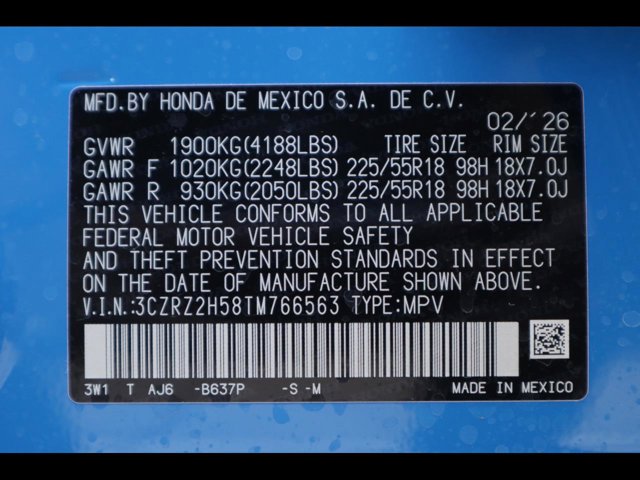 MFD.BY HONDA DE MEXICO S.A. DE C.V.
02/'26
GVWR 1900KG(4188LBS) TIRE SIZE RIM SIZE
GAWR F 1020KG(2248LBS) 225/55R18 98H 18X7.0J
GAWR R 930KG(2050LBS) 225/55R18 98H 18X7.0J
THIS VEHICLE CONFORMS TO ALL APPLICABLE
FEDERAL MOTOR VEHICLE SAFETY
AND THEFT PREVENTION STANDARDS IN EFFECT
ON THE DATE OF MANUFACTURE SHOWN ABOVE.
V.I.N.:3CZRZ2H58TM766563 TYPE:MPV
3W1 T AJ6 -B637P -S -M MADE IN MEXICO